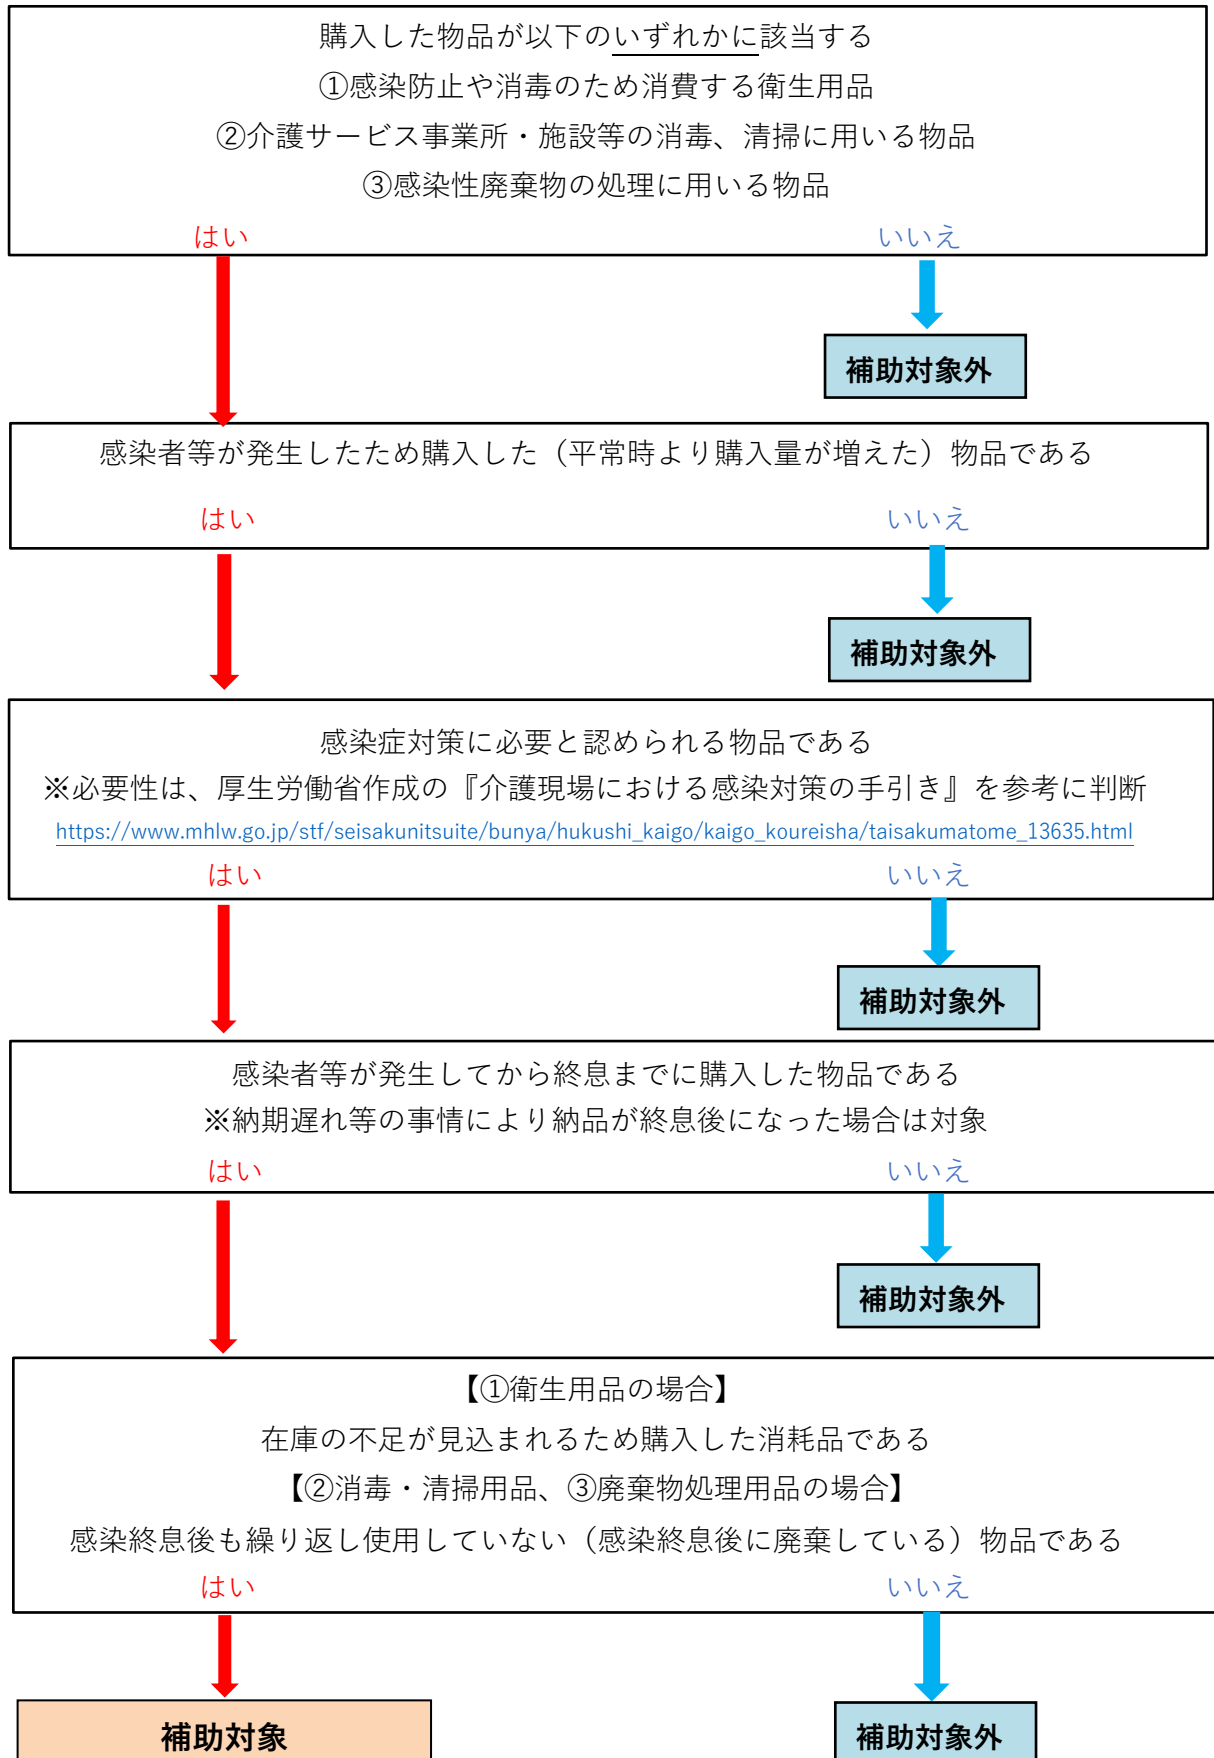 購入した物品が以下のいずれかに該当する
①感染防止や消毒のため消費する衛生用品
②介護サービス事業所・施設等の消毒、清掃に用いる物品
③感染性廃棄物の処理に用いる物品
はい
いいえ
補助対象外
感染者等が発生したため購入した（平常時より購入量が増えた）物品である
はい
いいえ
補助対象外
感染症対策に必要と認められる物品である
※必要性は、厚生労働省作成の『介護現場における感染対策の手引き』を参考に判断
https://www.mhlw.go.jp/stf/seisakunitsuite/bunya/hukushi_kaigo/kaigo_koureisha/taisakumatome_13635.html
はい
いいえ
補助対象外
感染者等が発生してから終息までに購入した物品である
※納期遅れ等の事情により納品が終息後になった場合は対象
はい
いいえ
補助対象外
【①衛生用品の場合】
在庫の不足が見込まれるため購入した消耗品である
【②消毒・清掃用品、③廃棄物処理用品の場合】
感染終息後も繰り返し使用していない（感染終息後に廃棄している）物品である
はい
いいえ
補助対象
補助対象外